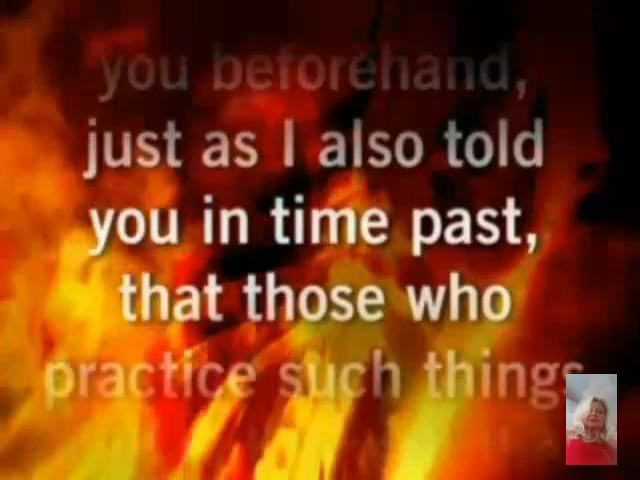 you beforehand,
just as I also told
you in time past,
that those who
practice such things